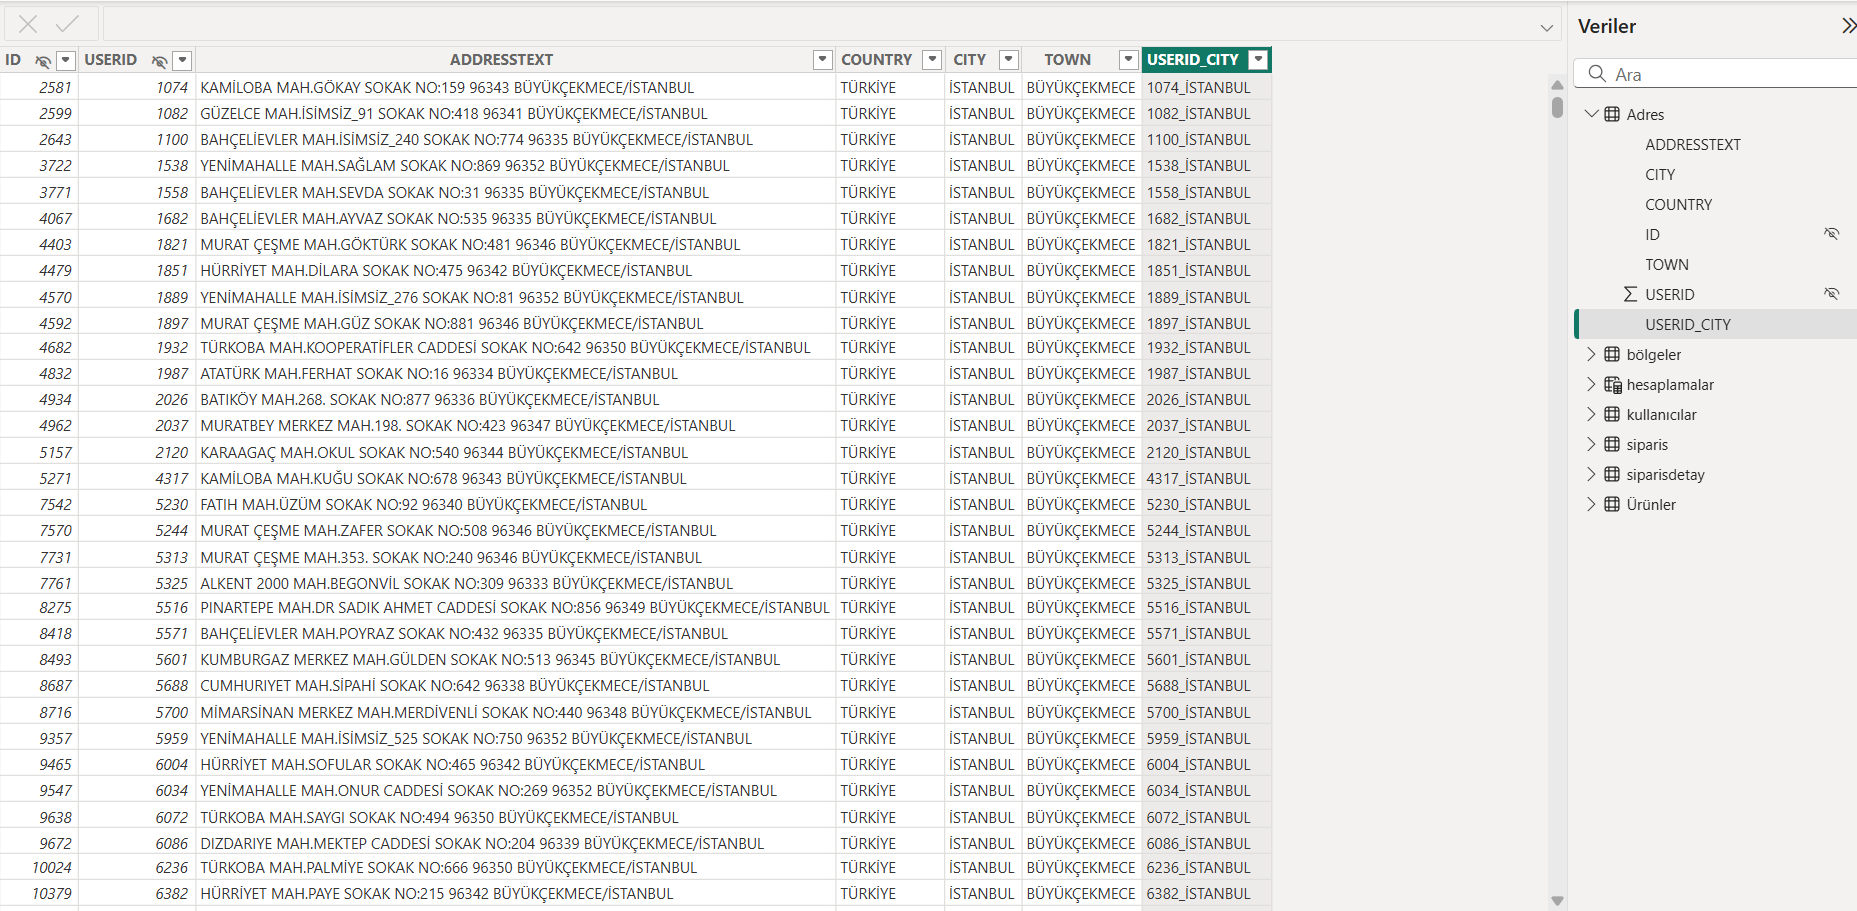 Veriler
ID USERID ADDRESSTEXT COUNTRY CITY TOWN USERID_CITY
2581 1074 KAMİLOBA MAH.GÖKAY SOKAK NO:159 96343 BÜYÜKÇEKMECE/İSTANBUL TÜRKİYE İSTANBUL BÜYÜKÇEKMECE 1074_İSTANBUL
2599 1082 GÜZELCE MAH.İSİMSİZ_91 SOKAK NO:418 96341 BÜYÜKÇEKMECE/İSTANBUL TÜRKİYE İSTANBUL BÜYÜKÇEKMECE 1082_İSTANBUL
2643 1100 BAHÇELİEVLER MAH.İSİMSİZ_240 SOKAK NO:774 96335 BÜYÜKÇEKMECE/İSTANBUL TÜRKİYE İSTANBUL BÜYÜKÇEKMECE 1100_İSTANBUL
3722 1538 YENİMAHALLE MAH.SAĞLAM SOKAK NO:869 96352 BÜYÜKÇEKMECE/İSTANBUL TÜRKİYE İSTANBUL BÜYÜKÇEKMECE 1538_İSTANBUL
3771 1558 BAHÇELİEVLER MAH.SEVDA SOKAK NO:31 96335 BÜYÜKÇEKMECE/İSTANBUL TÜRKİYE İSTANBUL BÜYÜKÇEKMECE 1558_İSTANBUL
4067 1682 BAHÇELİEVLER MAH.AYVAZ SOKAK NO:535 96335 BÜYÜKÇEKMECE/İSTANBUL TÜRKİYE İSTANBUL BÜYÜKÇEKMECE 1682_İSTANBUL
4403 1821 MURAT ÇEŞME MAH.GÖKTÜRK SOKAK NO:481 96346 BÜYÜKÇEKMECE/İSTANBUL TÜRKİYE İSTANBUL BÜYÜKÇEKMECE 1821_İSTANBUL
4479 1851 HÜRRİYET MAH.DİLARA SOKAK NO:475 96342 BÜYÜKÇEKMECE/İSTANBUL TÜRKİYE İSTANBUL BÜYÜKÇEKMECE 1851_İSTANBUL
4570 1889 YENİMAHALLE MAH.İSİMSİZ_276 SOKAK NO:81 96352 BÜYÜKÇEKMECE/İSTANBUL TÜRKİYE İSTANBUL BÜYÜKÇEKMECE 1889_İSTANBUL
4592 1897 MURAT ÇEŞME MAH.GÜZ SOKAK NO:881 96346 BÜYÜKÇEKMECE/İSTANBUL TÜRKİYE İSTANBUL BÜYÜKÇEKMECE 1897_İSTANBUL
4682 1932 TÜRKOBA MAH.KOOPERATİFLER CADDESİ SOKAK NO:642 96350 BÜYÜKÇEKMECE/İSTANBUL TÜRKİYE İSTANBUL BÜYÜKÇEKMECE 1932_İSTANBUL
4832 1987 ATATÜRK MAH.FERHAT SOKAK NO:16 96334 BÜYÜKÇEKMECE/İSTANBUL TÜRKİYE İSTANBUL BÜYÜKÇEKMECE 1987_İSTANBUL
4934 2026 BATIKÖY MAH.268. SOKAK NO:877 96336 BÜYÜKÇEKMECE/İSTANBUL TÜRKİYE İSTANBUL BÜYÜKÇEKMECE 2026_İSTANBUL
4962 2037 MURATBEY MERKEZ MAH.198. SOKAK NO:423 96347 BÜYÜKÇEKMECE/İSTANBUL TÜRKİYE İSTANBUL BÜYÜKÇEKMECE 2037_İSTANBUL
5157 2120 KARAAGAÇ MAH.OKUL SOKAK NO:540 96344 BÜYÜKÇEKMECE/İSTANBUL TÜRKİYE İSTANBUL BÜYÜKÇEKMECE 2120_İSTANBUL
5271 4317 KAMİLOBA MAH.KUĞU SOKAK NO:678 96343 BÜYÜKÇEKMECE/İSTANBUL TÜRKİYE İSTANBUL BÜYÜKÇEKMECE 4317_İSTANBUL
7542 5230 FATIH MAH.ÜZÜM SOKAK NO:92 96340 BÜYÜKÇEKMECE/İSTANBUL TÜRKİYE İSTANBUL BÜYÜKÇEKMECE 5230_İSTANBUL
7570 5244 MURAT ÇEŞME MAH.ZAFER SOKAK NO:508 96346 BÜYÜKÇEKMECE/İSTANBUL TÜRKİYE İSTANBUL BÜYÜKÇEKMECE 5244_İSTANBUL
7731 5313 MURAT ÇEŞME MAH.353. SOKAK NO:240 96346 BÜYÜKÇEKMECE/İSTANBUL TÜRKİYE İSTANBUL BÜYÜKÇEKMECE 5313_İSTANBUL
7761 5325 ALKENT 2000 MAH.BEGONVİL SOKAK NO:309 96333 BÜYÜKÇEKMECE/İSTANBUL TÜRKİYE İSTANBUL BÜYÜKÇEKMECE 5325_İSTANBUL
8275 5516 PINARTEPE MAH.DR SADIK AHMET CADDESİ SOKAK NO:856 96349 BÜYÜKÇEKMECE/İSTANBUL TÜRKİYE İSTANBUL BÜYÜKÇEKMECE 5516_İSTANBUL
8418 5571 BAHÇELİEVLER MAH.POYRAZ SOKAK NO:432 96335 BÜYÜKÇEKMECE/İSTANBUL TÜRKİYE İSTANBUL BÜYÜKÇEKMECE 5571_İSTANBUL
8493 5601 KUMBURGAZ MERKEZ MAH.GÜLDEN SOKAK NO:513 96345 BÜYÜKÇEKMECE/İSTANBUL TÜRKİYE İSTANBUL BÜYÜKÇEKMECE 5601_İSTANBUL
8687 5688 CUMHURIYET MAH.SİPAHİ SOKAK NO:642 96338 BÜYÜKÇEKMECE/İSTANBUL TÜRKİYE İSTANBUL BÜYÜKÇEKMECE 5688_İSTANBUL
8716 5700 MİMARSİNAN MERKEZ MAH.MERDİVENLİ SOKAK NO:440 96348 BÜYÜKÇEKMECE/İSTANBUL TÜRKİYE İSTANBUL BÜYÜKÇEKMECE 5700_İSTANBUL
9357 5959 YENİMAHALLE MAH.İSİMSİZ_525 SOKAK NO:750 96352 BÜYÜKÇEKMECE/İSTANBUL TÜRKİYE İSTANBUL BÜYÜKÇEKMECE 5959_İSTANBUL
9465 6004 HÜRRİYET MAH.SOFULAR SOKAK NO:465 96342 BÜYÜKÇEKMECE/İSTANBUL TÜRKİYE İSTANBUL BÜYÜKÇEKMECE 6004_İSTANBUL
9547 6034 YENİMAHALLE MAH.ONUR CADDESİ SOKAK NO:269 96352 BÜYÜKÇEKMECE/İSTANBUL TÜRKİYE İSTANBUL BÜYÜKÇEKMECE 6034_İSTANBUL
9638 6072 TÜRKOBA MAH.SAYGI SOKAK NO:494 96350 BÜYÜKÇEKMECE/İSTANBUL TÜRKİYE İSTANBUL BÜYÜKÇEKMECE 6072_İSTANBUL
9672 6086 DIZDARIYE MAH.MEKTEP CADDESİ SOKAK NO:204 96339 BÜYÜKÇEKMECE/İSTANBUL TÜRKİYE İSTANBUL BÜYÜKÇEKMECE 6086_İSTANBUL
10024 6236 TÜRKOBA MAH.PALMİYE SOKAK NO:666 96350 BÜYÜKÇEKMECE/İSTANBUL TÜRKİYE İSTANBUL BÜYÜKÇEKMECE 6236_İSTANBUL
10379 6382 HÜRRİYET MAH.PAYE SOKAK NO:215 96342 BÜYÜKÇEKMECE/İSTANBUL TÜRKİYE İSTANBUL BÜYÜKÇEKMECE 6382_İSTANBUL
Ara
Adres
ADDRESSTEXT
CITY
COUNTRY
ID
TOWN
USERID
USERID_CITY
bölgeler
hesaplamalar
kullanıcılar
siparis
siparisdetay
Ürünler